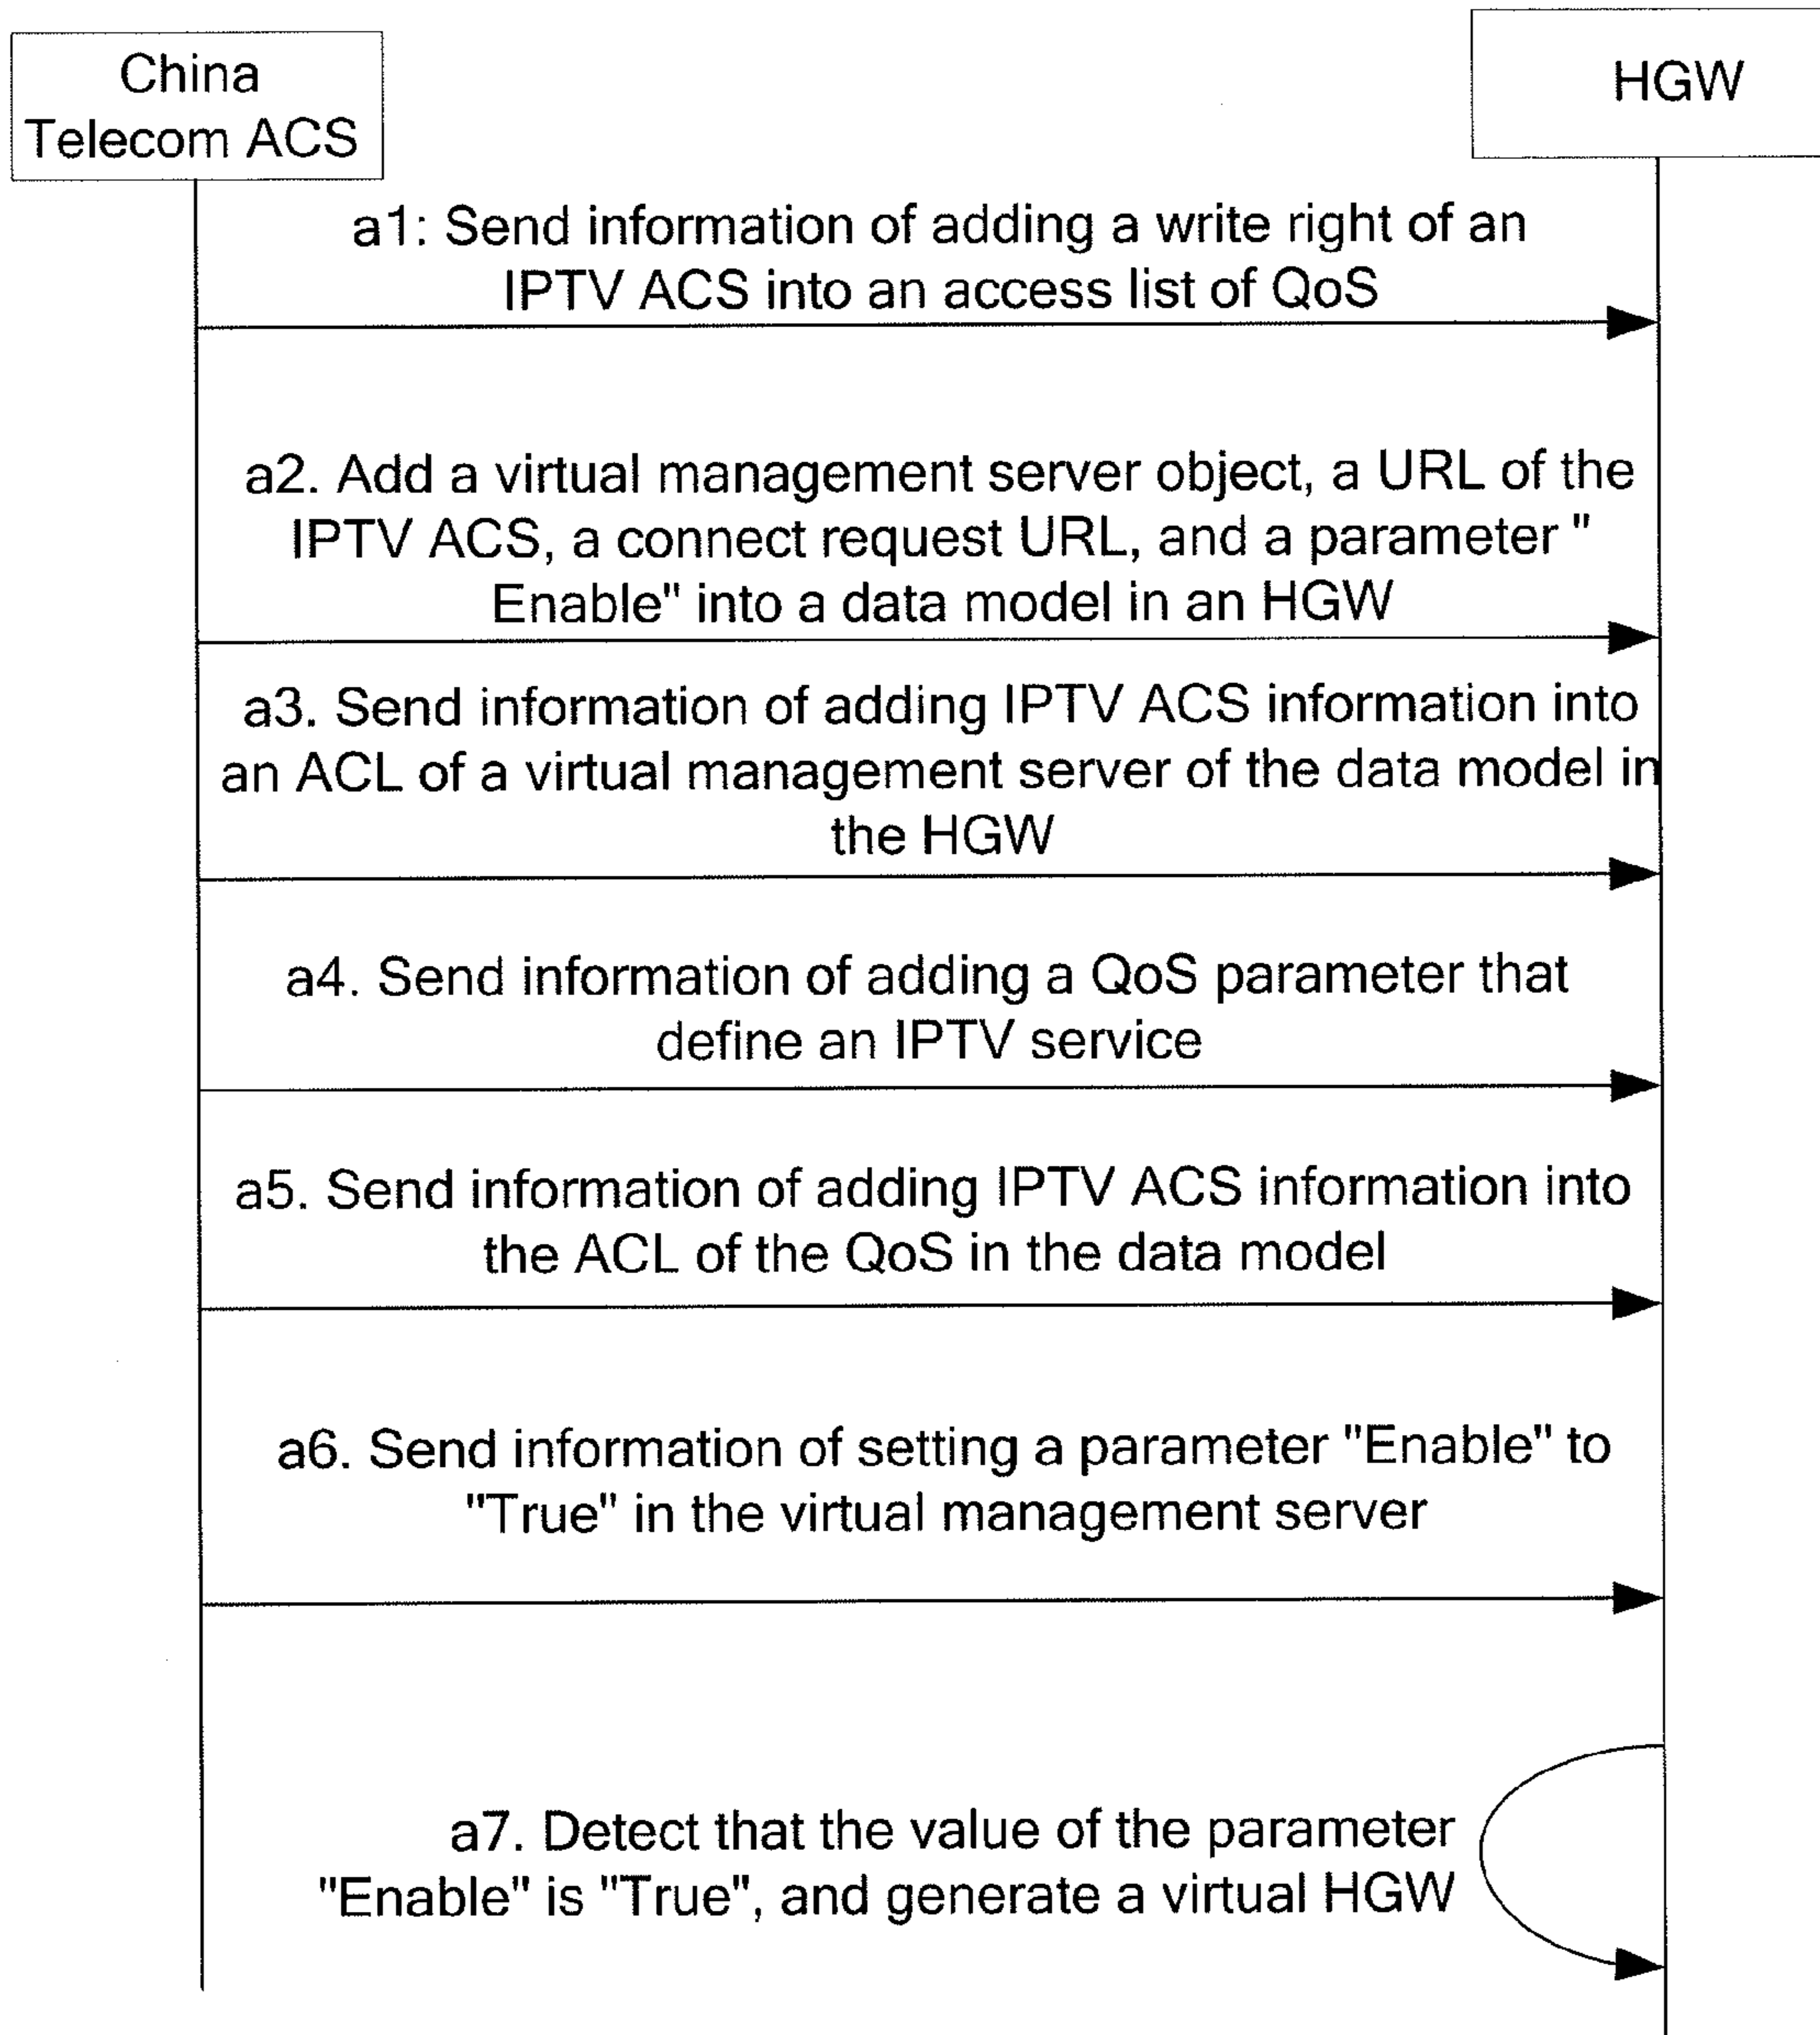 China
Telecom ACS
HGW
a1: Send information of adding a write right of an
IPTV ACS into an access list of QoS
a2. Add a virtual management server object, a URL of the
IPTV ACS, a connect request URL, and a parameter "
Enable" into a data model in an HGW
a3. Send information of adding IPTV ACS information into
an ACL of a virtual management server of the data model in
the HGW
a4. Send information of adding a QoS parameter that
define an IPTV service
a5. Send information of adding IPTV ACS information into
the ACL of the QoS in the data model
a6. Send information of setting a parameter "Enable" to
"True" in the virtual management server
a7. Detect that the value of the parameter
"Enable" is "True", and generate a virtual HGW